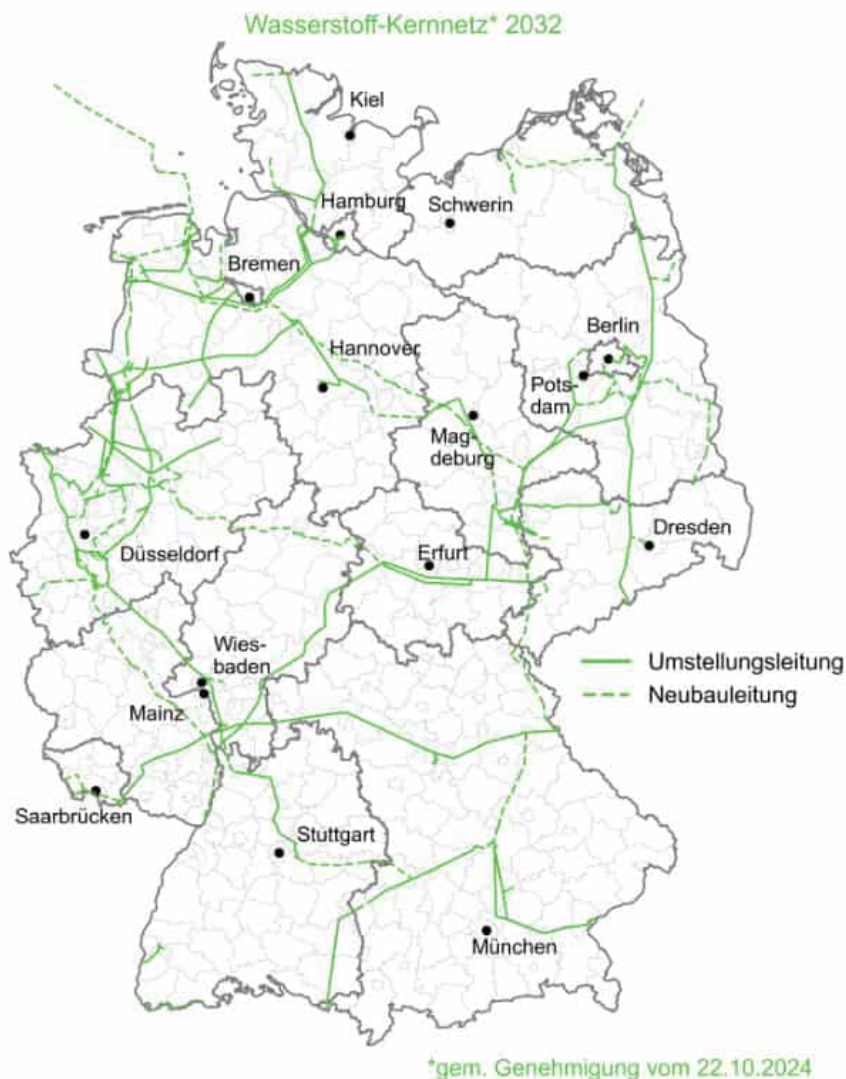 Wasserstoff-Kernnetz* 2032
Kiel
Hamburg
Schwerin
Bremen
Berlin
Hannover
Pots-
dam
Mag-
deburg
Dresden
Düsseldorf
Erfurt
Wies-
baden
Umstellungsleitung
Neubauleitung
Mainz
Saarbrücken
Stuttgart
München
*gem. Genehmigung vom 22.10.2024